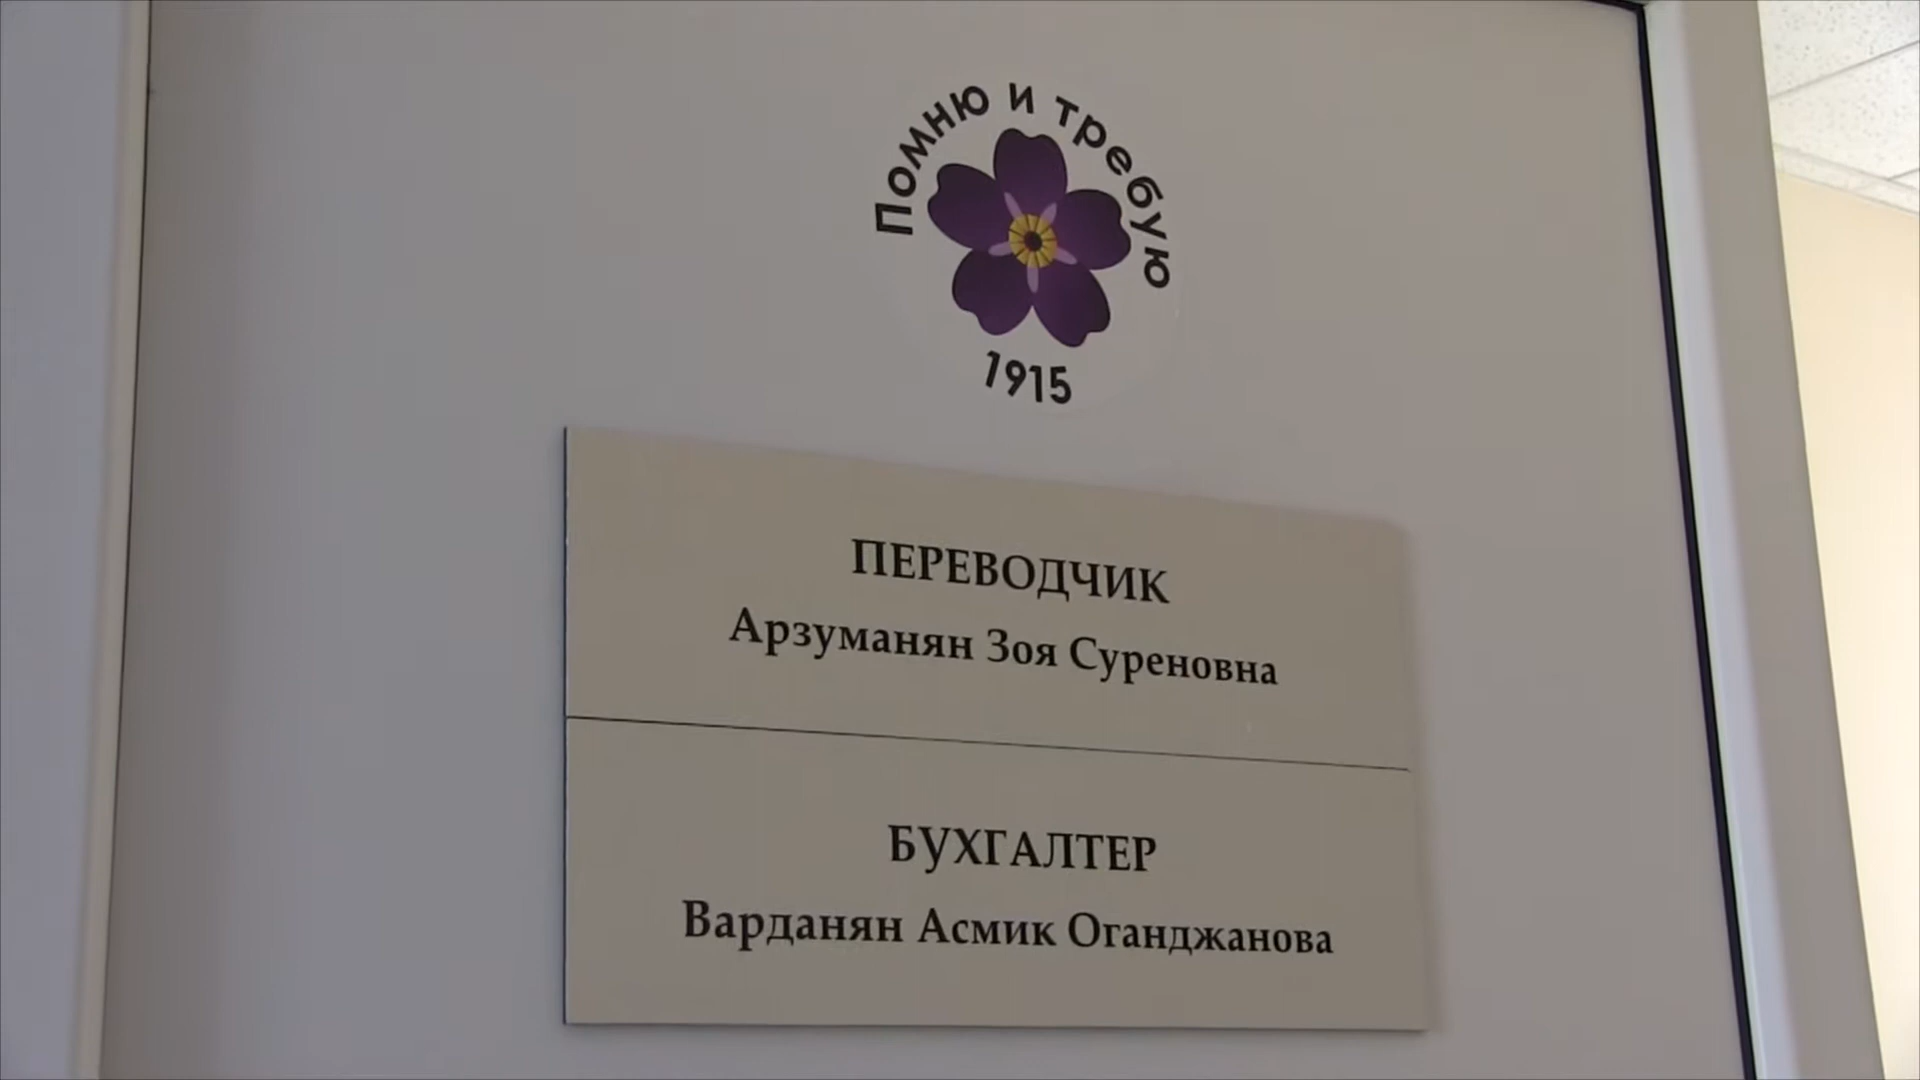 Помню и требую
1915
ПЕРЕВОДЧИК
Арзуманян Зоя Суреновна
БУХГАЛТЕР
Варданян Асмик Оганджанова